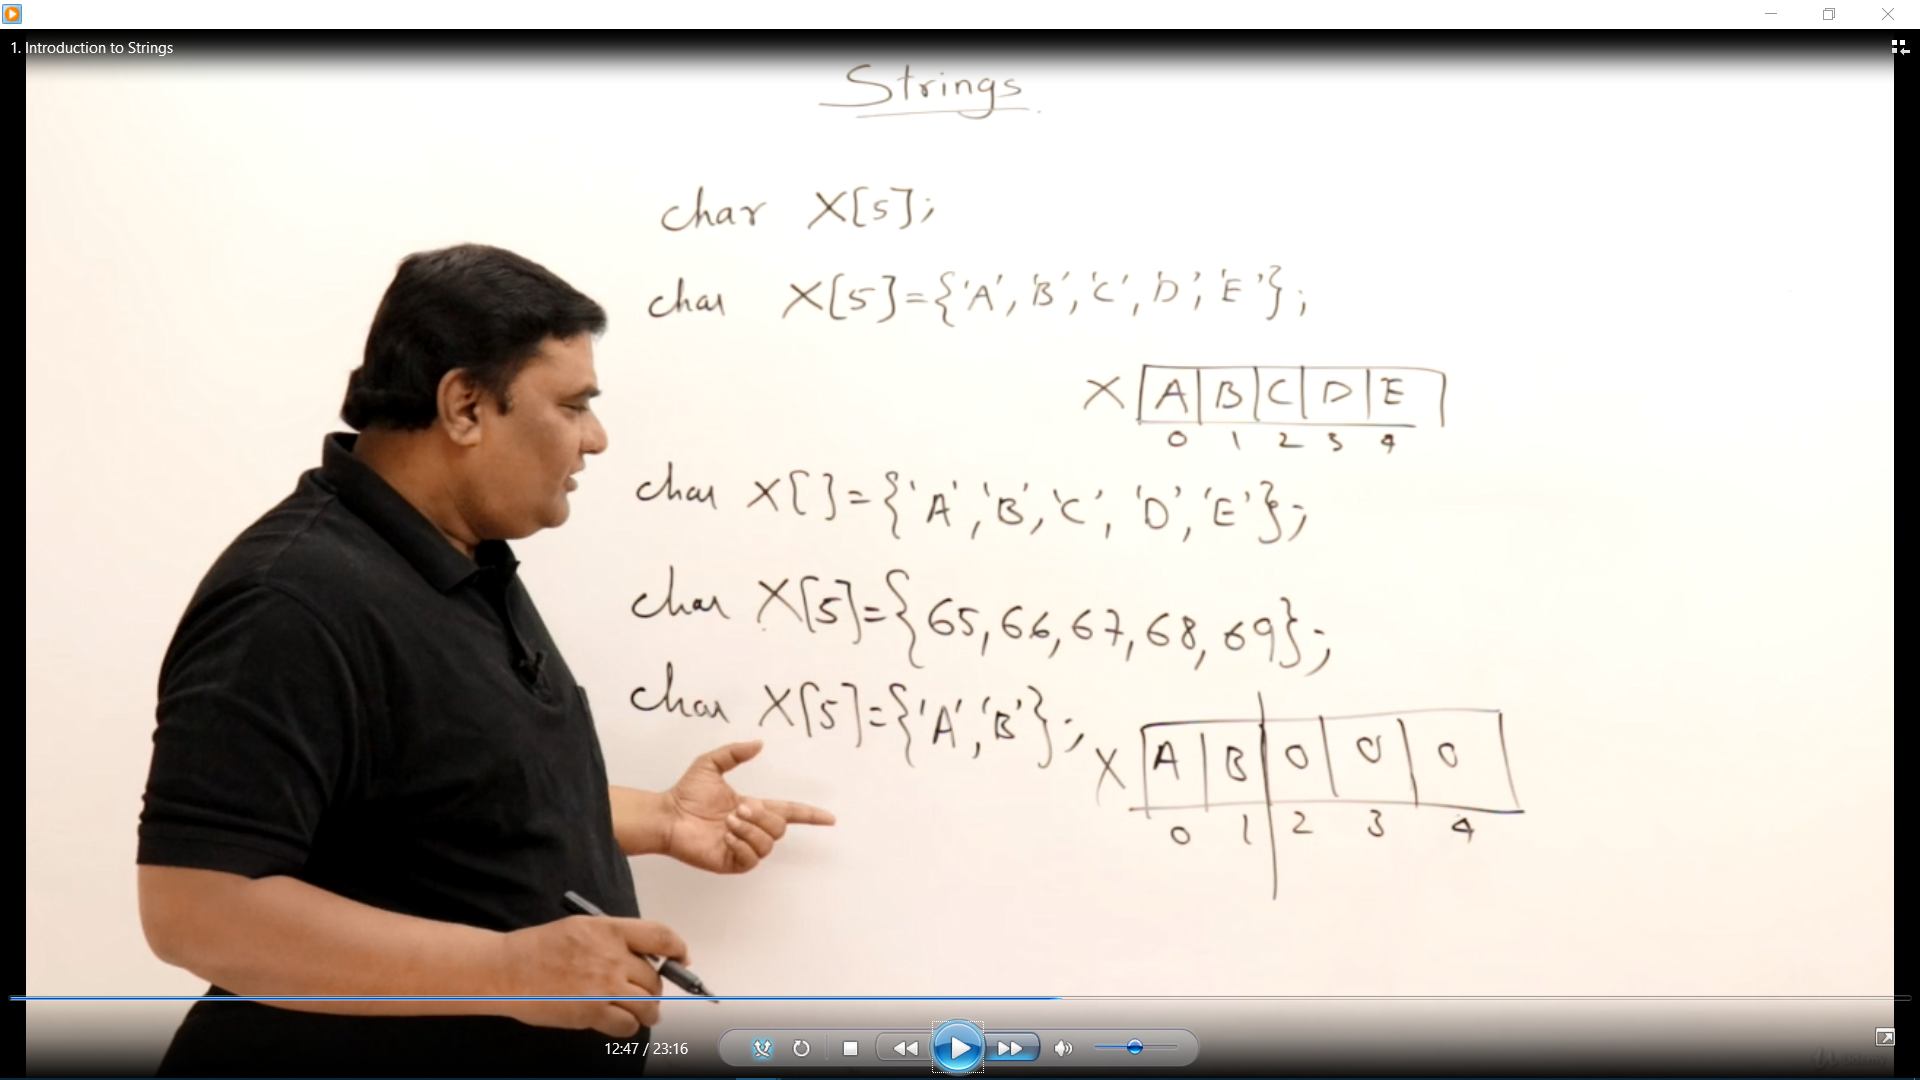 1. Introduction to Strings
Strings
char X[5];
char X[5]={'A','B','C','D','E'};
X A B C D E
0 1 2 3 4
char X[]={'A','B','C','D','E'};
char X[5]={65,66,67,68,69};
char X[5]={'A','B'};
X A B 0 0 0
0 1 2 3 4
12:47 / 23:16